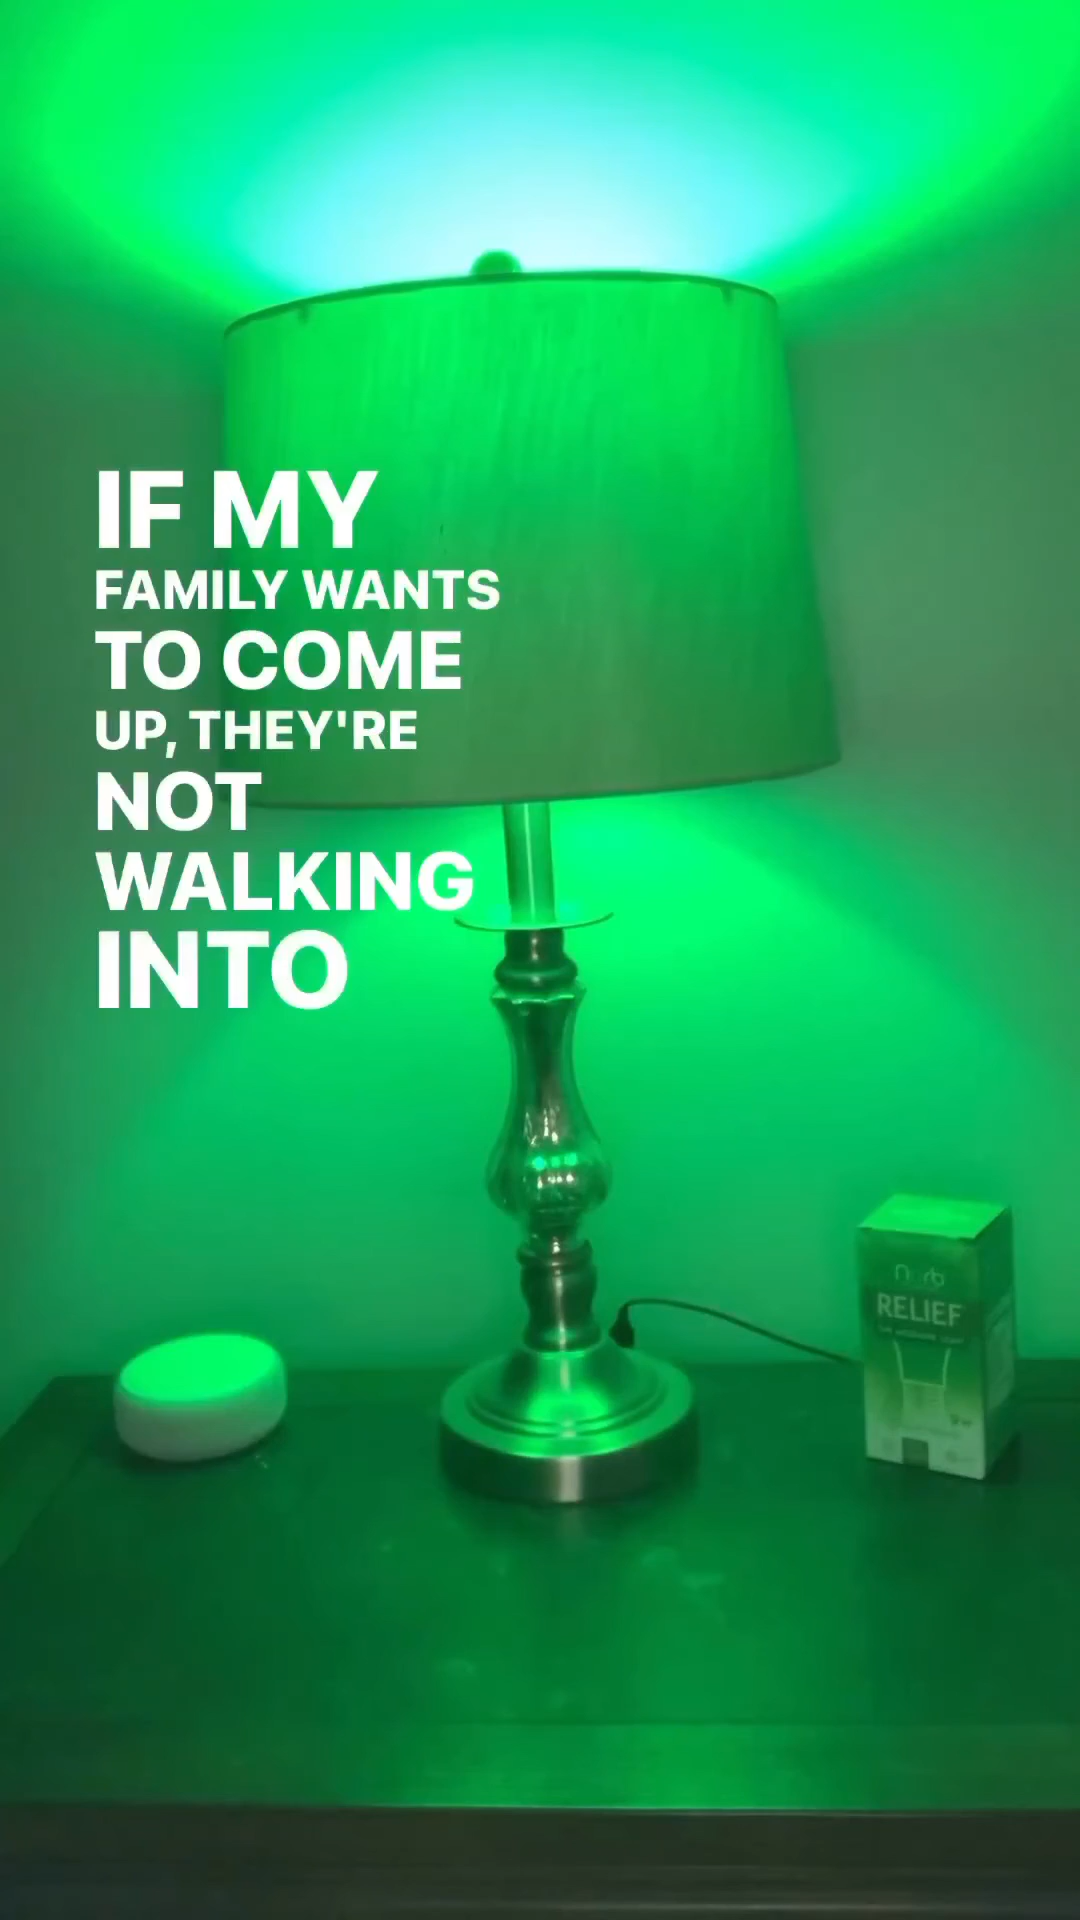 IF MY
FAMILY WANTS
TO COME
UP, THEY'RE
NOT
WALKING
INTO
RELIEF